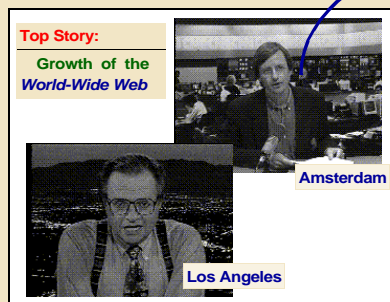 Top Story:
Growth of the
World-Wide Web
Amsterdam
Los Angeles